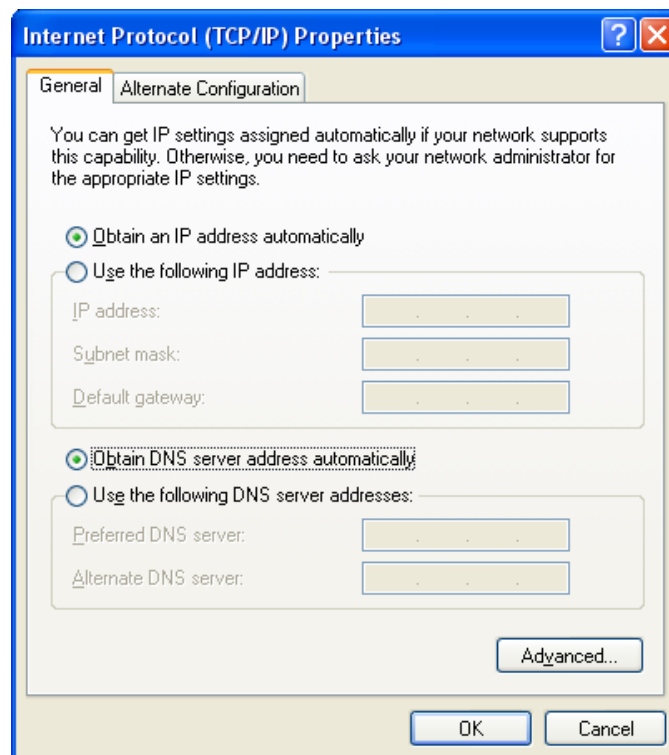 Internet Protocol (TCP/IP) Properties
General
Alternate Configuration
You can get IP settings assigned automatically if your network supports
this capability. Otherwise, you need to ask your network administrator for
the appropriate IP settings.
Obtain an IP address automatically
Use the following IP address:
IP address:
Subnet mask:
Default gateway:
Obtain DNS server address automatically
Use the following DNS server addresses:
Preferred DNS server:
Alternate DNS server:
Advanced...
OK
Cancel